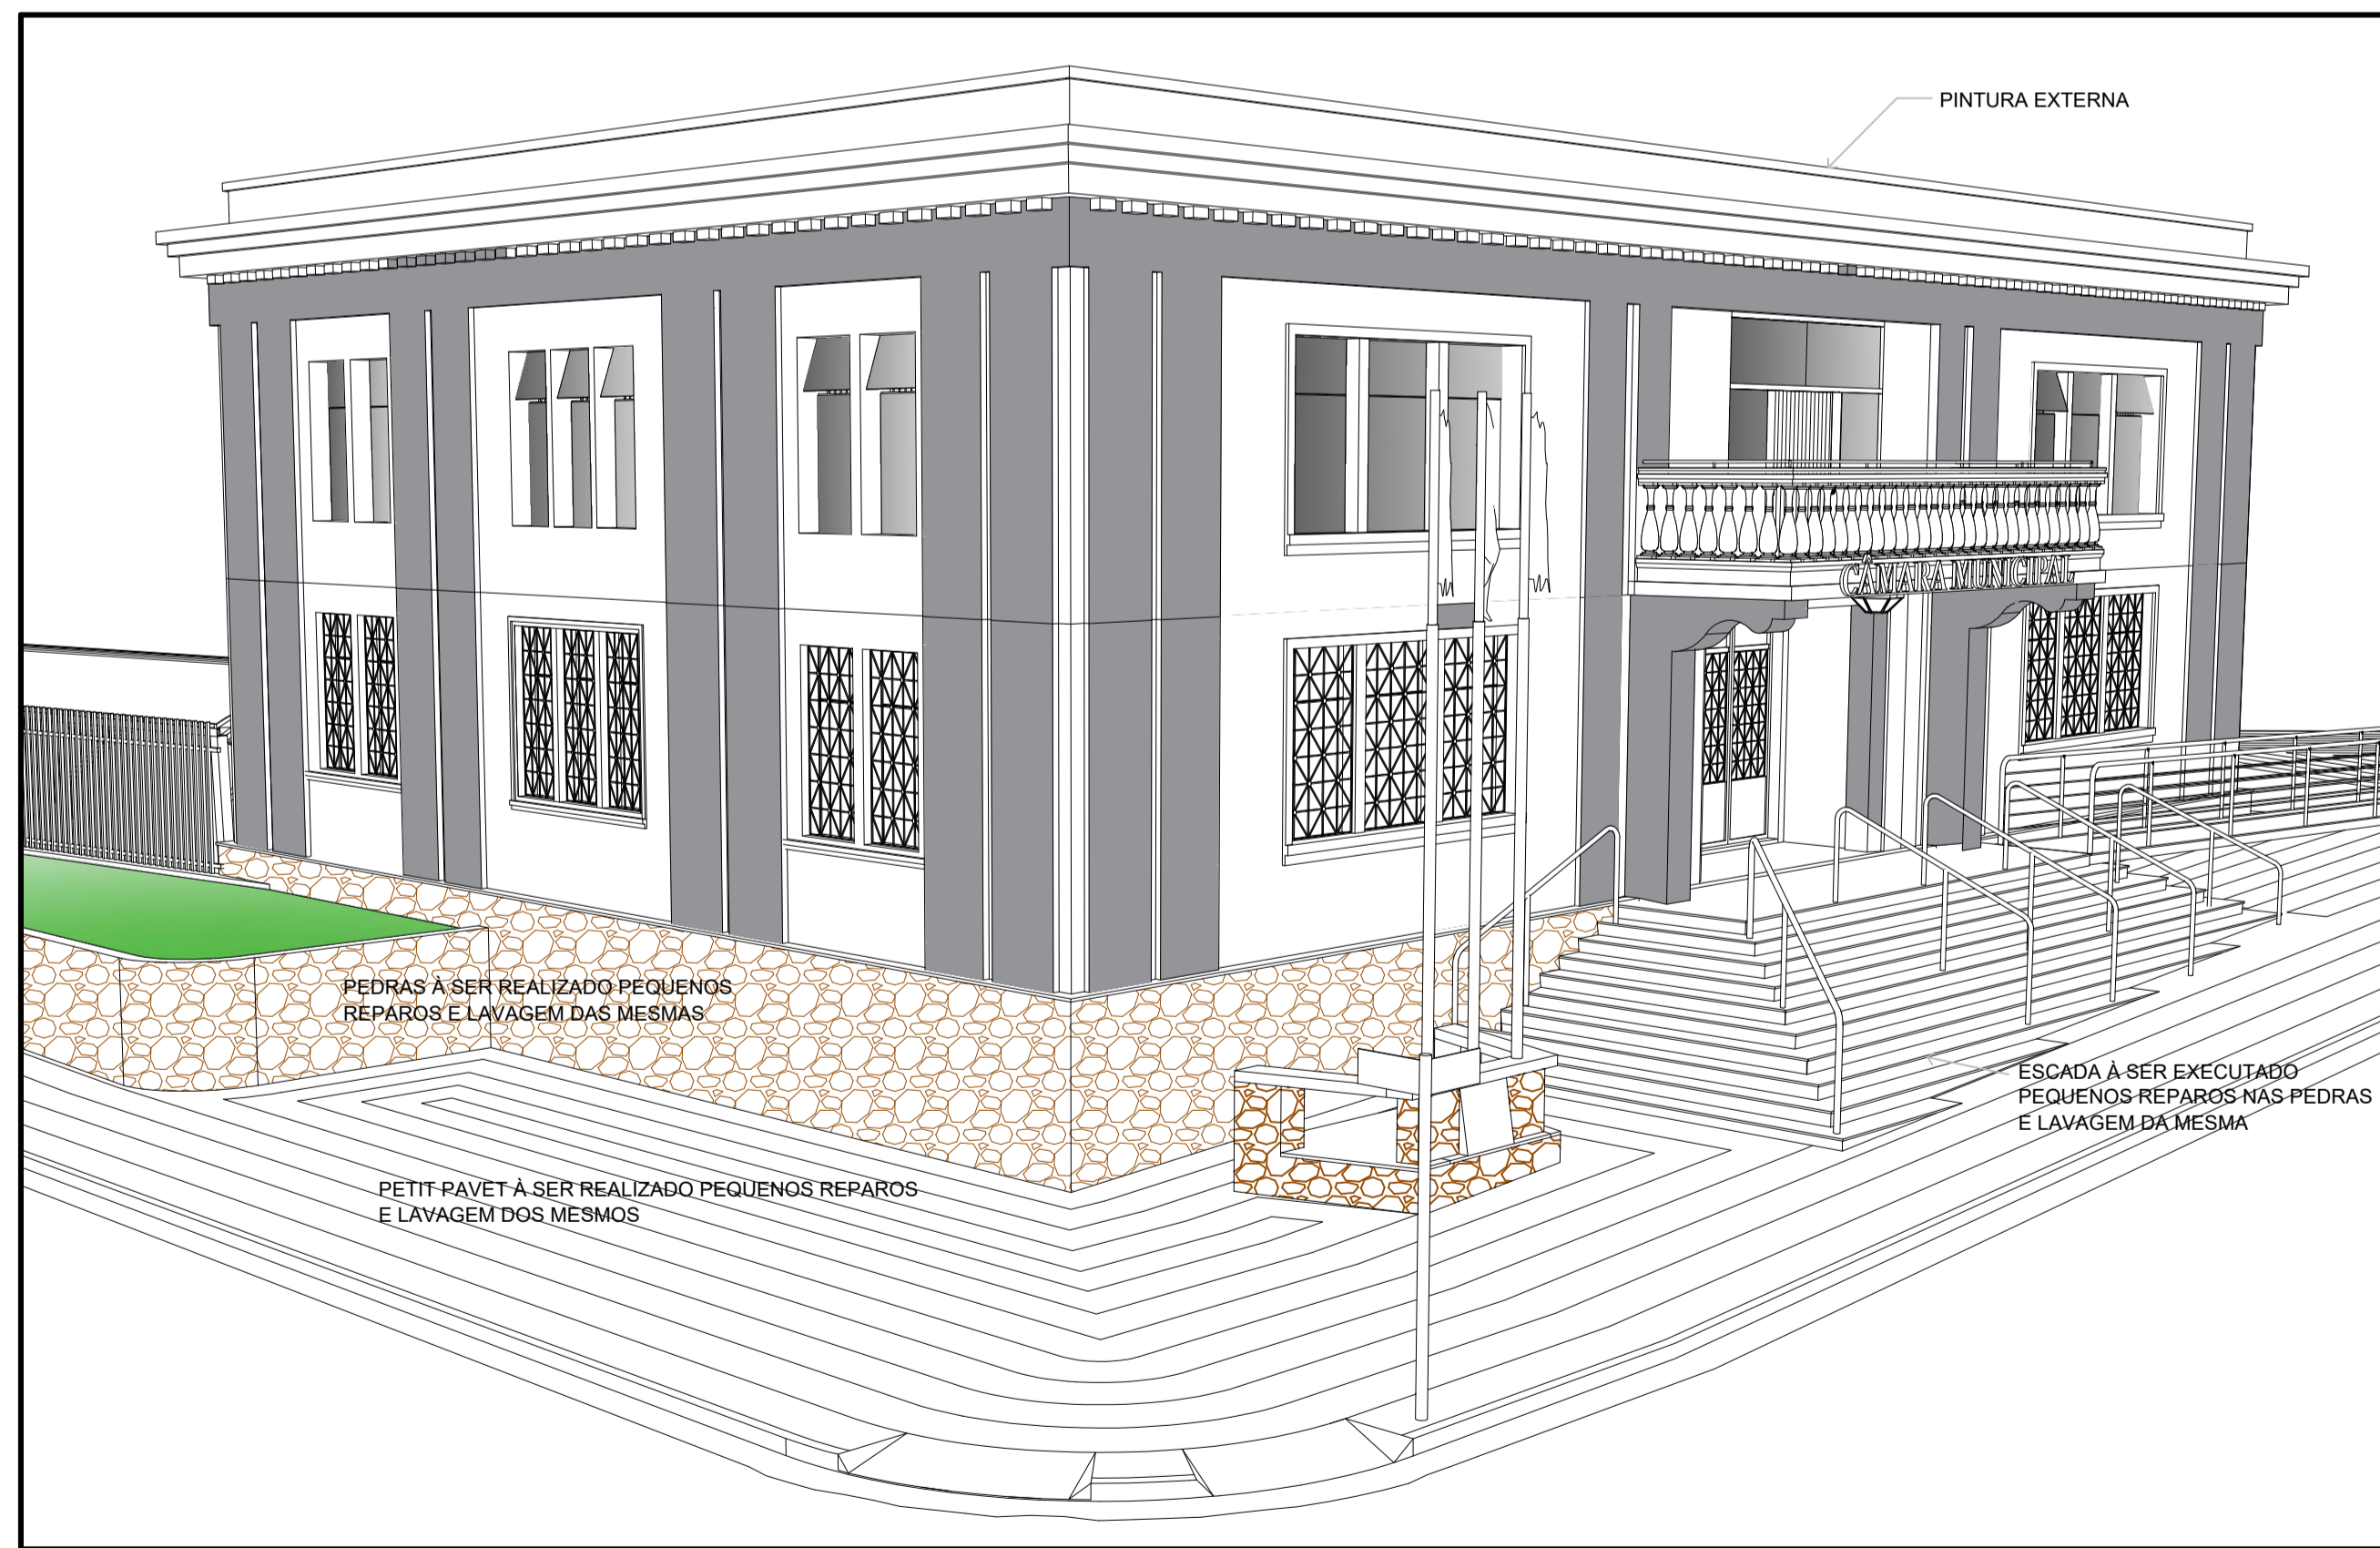 PINTURA EXTERNA
CÂMARA MUNICIPAL
PEDRAS À SER REALIZADO PEQUENOS
REPAROS E LAVAGEM DAS MESMAS
ESCADA À SER EXECUTADO
PEQUENOS REPAROS NAS PEDRAS
E LAVAGEM DA MESMA
PETIT PAVET À SER REALIZADO PEQUENOS REPAROS
E LAVAGEM DOS MESMOS